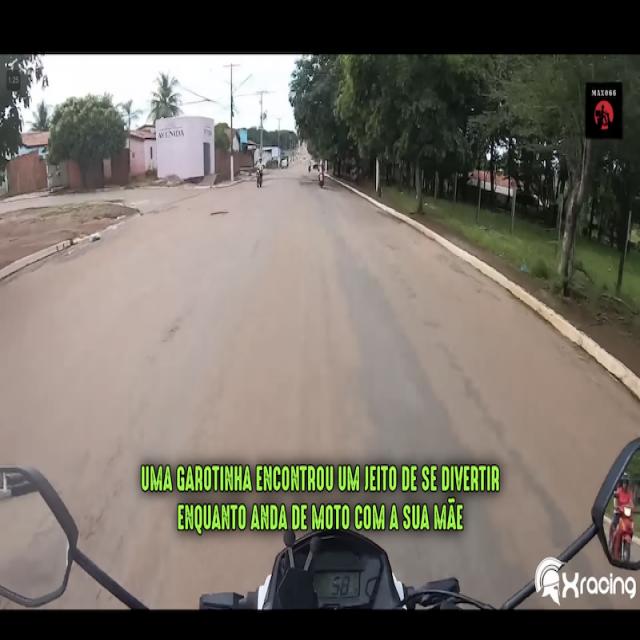 MAX066
AVENIDA
UMA GAROTINHA ENCONTROU UM JEITO DE SE DIVERTIR
ENQUANTO ANDA DE MOTO COM A SUA MÃE
58
Xracing